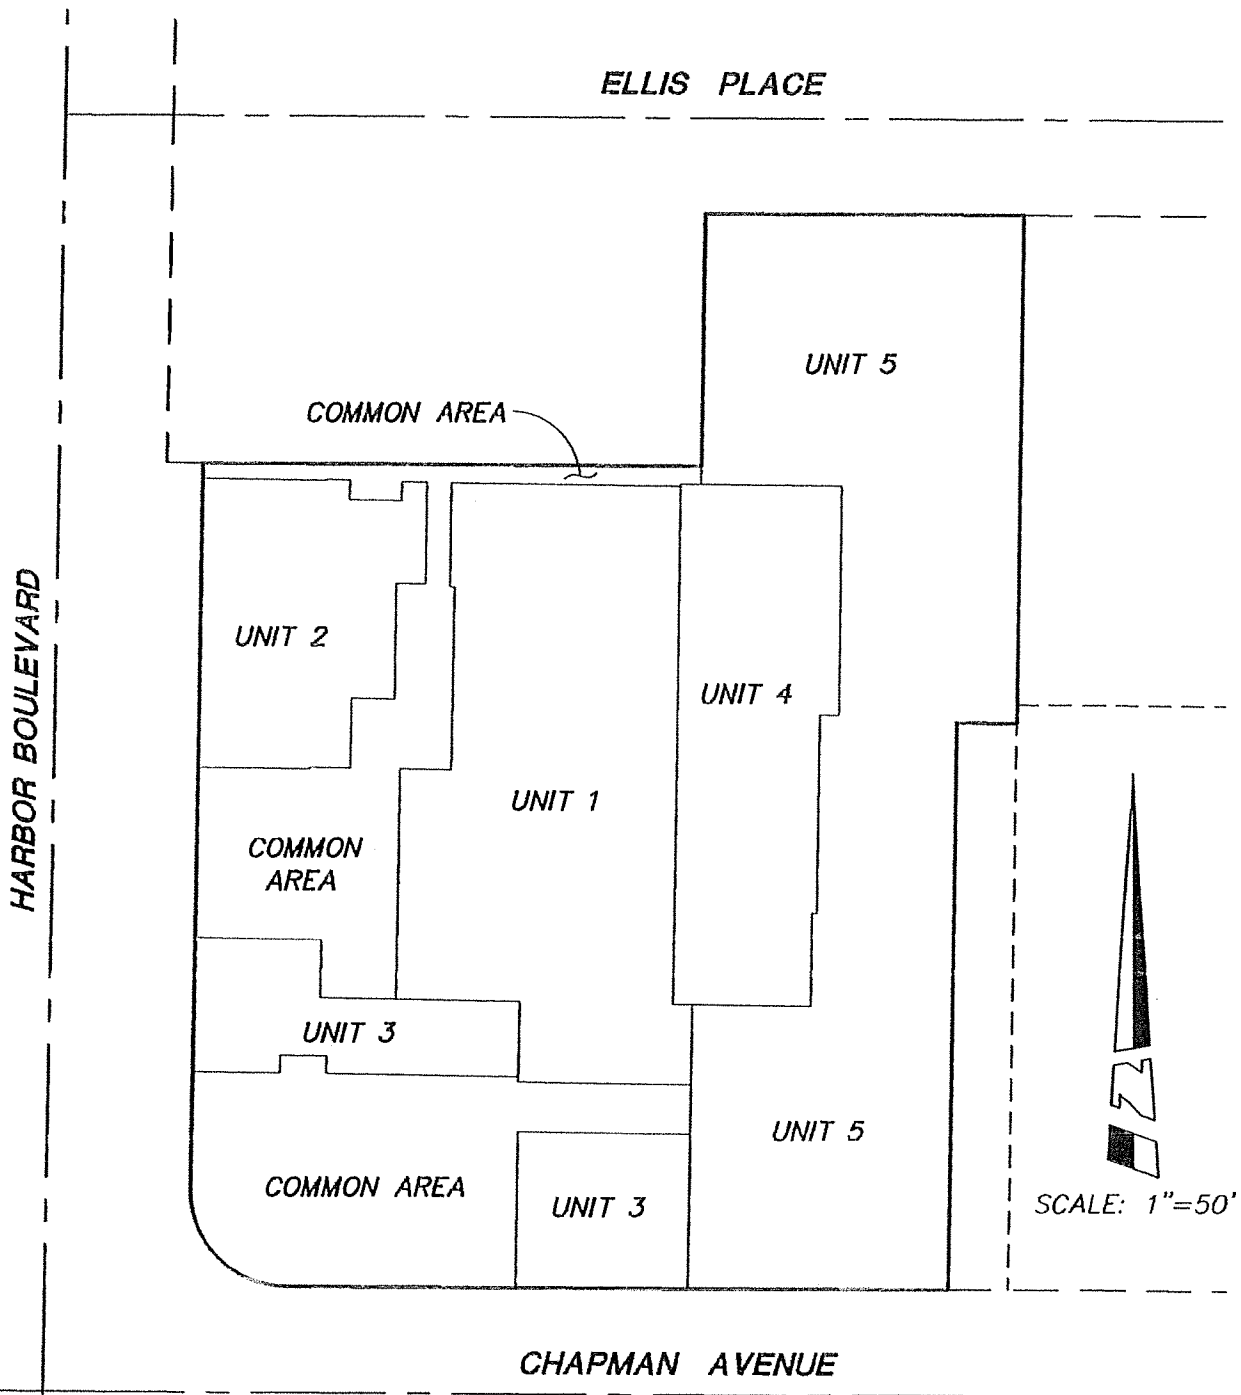 ELLIS PLACE
UNIT 5
COMMON AREA
HARBOR BOULEVARD
UNIT 2
UNIT 4
UNIT 1
COMMON
AREA
UNIT 3
UNIT 5
COMMON AREA
UNIT 3
N
SCALE: 1"=50'
CHAPMAN AVENUE